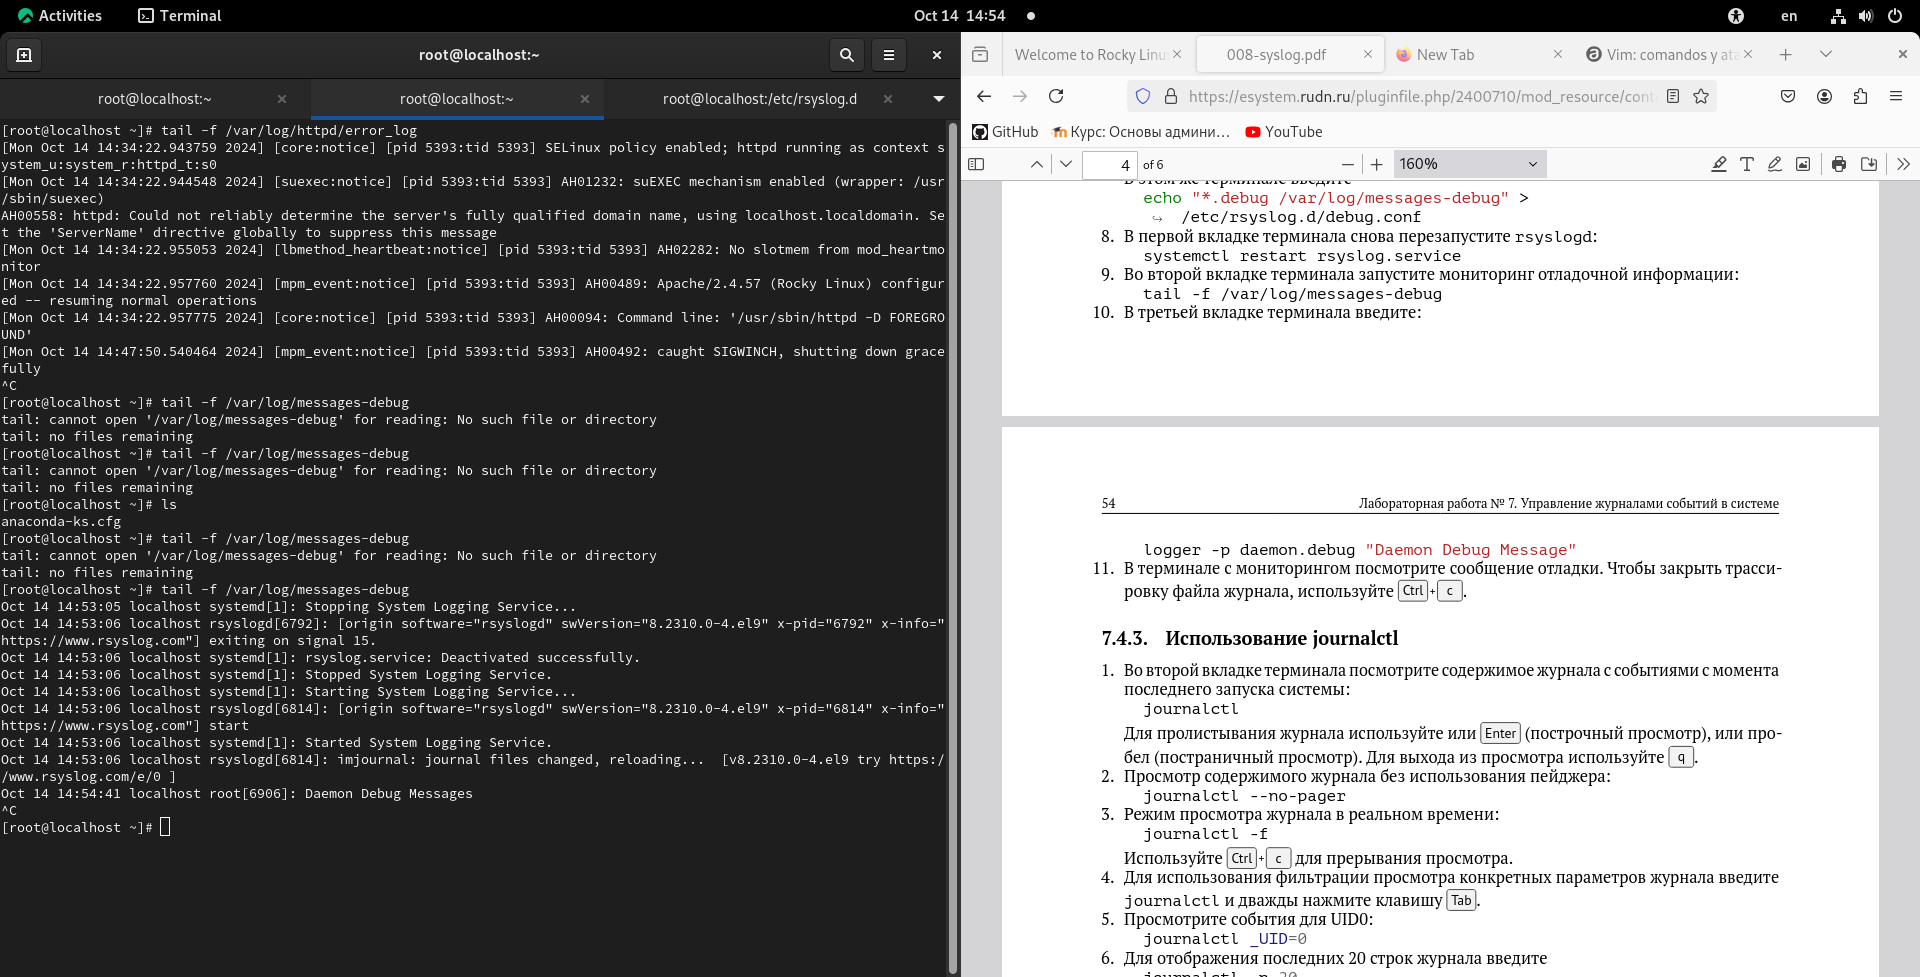 Activities
Terminal
Oct 14 14:54
en
root@localhost:~
root@localhost:~
root@localhost:~
root@localhost:/etc/rsyslog.d
[root@localhost ~]# tail -f /var/log/httpd/error_log
[Mon Oct 14 14:34:22.943759 2024] [core:notice] [pid 5393:tid 5393] SELinux policy enabled; httpd running as context s
ystem_u:system_r:httpd_t:s0
[Mon Oct 14 14:34:22.944548 2024] [suexec:notice] [pid 5393:tid 5393] AH01232: suEXEC mechanism enabled (wrapper: /usr
/sbin/suexec)
AH00558: httpd: Could not reliably determine the server's fully qualified domain name, using localhost.localdomain. Se
t the 'ServerName' directive globally to suppress this message
[Mon Oct 14 14:34:22.955053 2024] [lbmethod_heartbeat:notice] [pid 5393:tid 5393] AH02282: No slotmem from mod_heartmo
nitor
[Mon Oct 14 14:34:22.957760 2024] [mpm_event:notice] [pid 5393:tid 5393] AH00489: Apache/2.4.57 (Rocky Linux) configur
ed -- resuming normal operations
[Mon Oct 14 14:34:22.957775 2024] [core:notice] [pid 5393:tid 5393] AH00094: Command line: '/usr/sbin/httpd -D FOREGRO
UND'
[Mon Oct 14 14:47:50.540464 2024] [mpm_event:notice] [pid 5393:tid 5393] AH00492: caught SIGWINCH, shutting down grace
fully
^C
[root@localhost ~]# tail -f /var/log/messages-debug
tail: cannot open '/var/log/messages-debug' for reading: No such file or directory
tail: no files remaining
[root@localhost ~]# tail -f /var/log/messages-debug
tail: cannot open '/var/log/messages-debug' for reading: No such file or directory
tail: no files remaining
[root@localhost ~]# ls
anaconda-ks.cfg
[root@localhost ~]# tail -f /var/log/messages-debug
tail: cannot open '/var/log/messages-debug' for reading: No such file or directory
tail: no files remaining
[root@localhost ~]# tail -f /var/log/messages-debug
Oct 14 14:53:05 localhost systemd[1]: Stopping System Logging Service...
Oct 14 14:53:06 localhost rsyslogd[6792]: [origin software="rsyslogd" swVersion="8.2310.0-4.el9" x-pid="6792" x-info="
https://www.rsyslog.com"] exiting on signal 15.
Oct 14 14:53:06 localhost systemd[1]: rsyslog.service: Deactivated successfully.
Oct 14 14:53:06 localhost systemd[1]: Stopped System Logging Service.
Oct 14 14:53:06 localhost systemd[1]: Starting System Logging Service...
Oct 14 14:53:06 localhost rsyslogd[6814]: [origin software="rsyslogd" swVersion="8.2310.0-4.el9" x-pid="6814" x-info="
https://www.rsyslog.com"] start
Oct 14 14:53:06 localhost systemd[1]: Started System Logging Service.
Oct 14 14:53:06 localhost rsyslogd[6814]: imjournal: journal files changed, reloading...  [v8.2310.0-4.el9 try https:/
/www.rsyslog.com/e/0 ]
Oct 14 14:54:41 localhost root[6906]: Daemon Debug Messages
^C
[root@localhost ~]#
Welcome to Rocky Linu
008-syslog.pdf
New Tab
Vim: comandos y ata
https://esystem.rudn.ru/pluginfile.php/2400710/mod_resource/cont
GitHub
Курс: Основы админи…
YouTube
4 of 6
160%
В этом же терминале введите
echo "*.debug /var/log/messages-debug" >
↪ /etc/rsyslog.d/debug.conf
8. В первой вкладке терминала снова перезапустите rsyslogd:
systemctl restart rsyslog.service
9. Во второй вкладке терминала запустите мониторинг отладочной информации:
tail -f /var/log/messages-debug
10. В третьей вкладке терминала введите:
54 Лабораторная работа № 7. Управление журналами событий в системе
logger -p daemon.debug "Daemon Debug Message"
11. В терминале с мониторингом посмотрите сообщение отладки. Чтобы закрыть трасси-
ровку файла журнала, используйте Ctrl + c .
7.4.3. Использование journalctl
1. Во второй вкладке терминала посмотрите содержимое журнала с событиями с момента
последнего запуска системы:
journalctl
Для пролистывания журнала используйте или Enter (построчный просмотр), или про-
бел (постраничный просмотр). Для выхода из просмотра используйте q .
2. Просмотр содержимого журнала без использования пейджера:
journalctl --no-pager
3. Режим просмотра журнала в реальном времени:
journalctl -f
Используйте Ctrl + c для прерывания просмотра.
4. Для использования фильтрации просмотра конкретных параметров журнала введите
journalctl и дважды нажмите клавишу Tab .
5. Просмотрите события для UID0:
journalctl _UID=0
6. Для отображения последних 20 строк журнала введите
journalctl -n 20